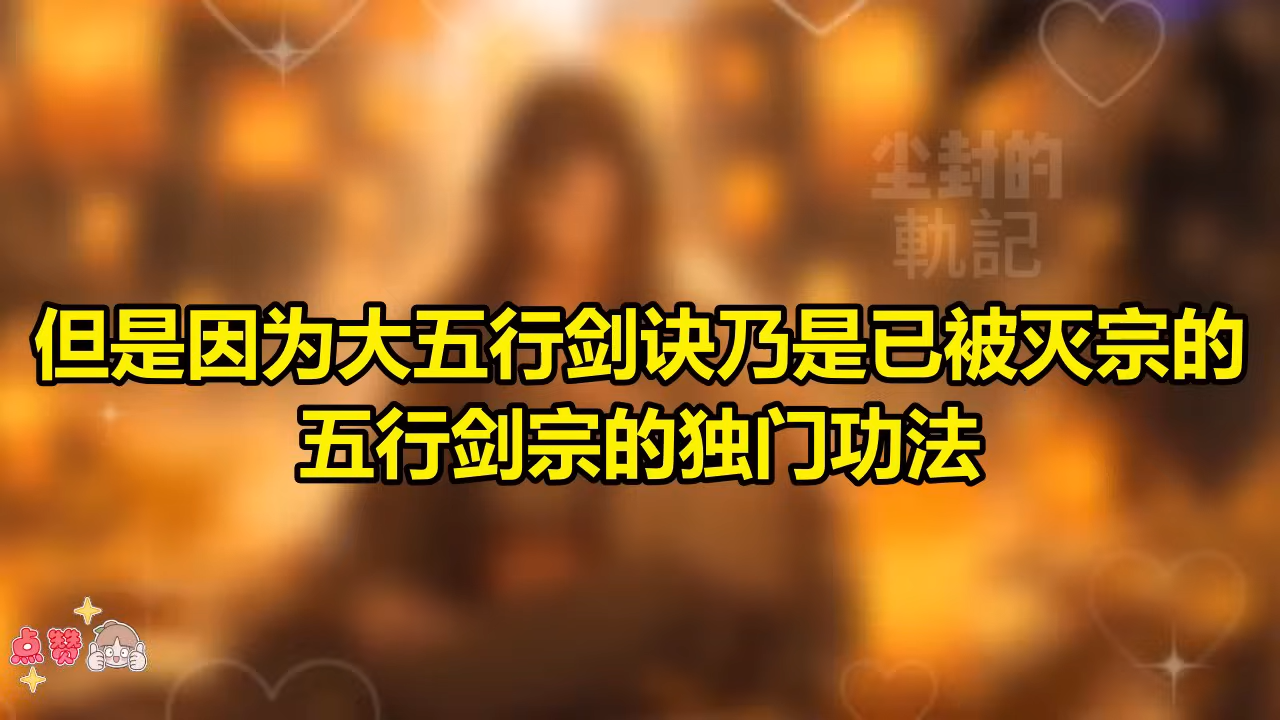 尘封的
軌記
但是因为大五行剑诀乃是已被灭宗的
五行剑宗的独门功法
点赞